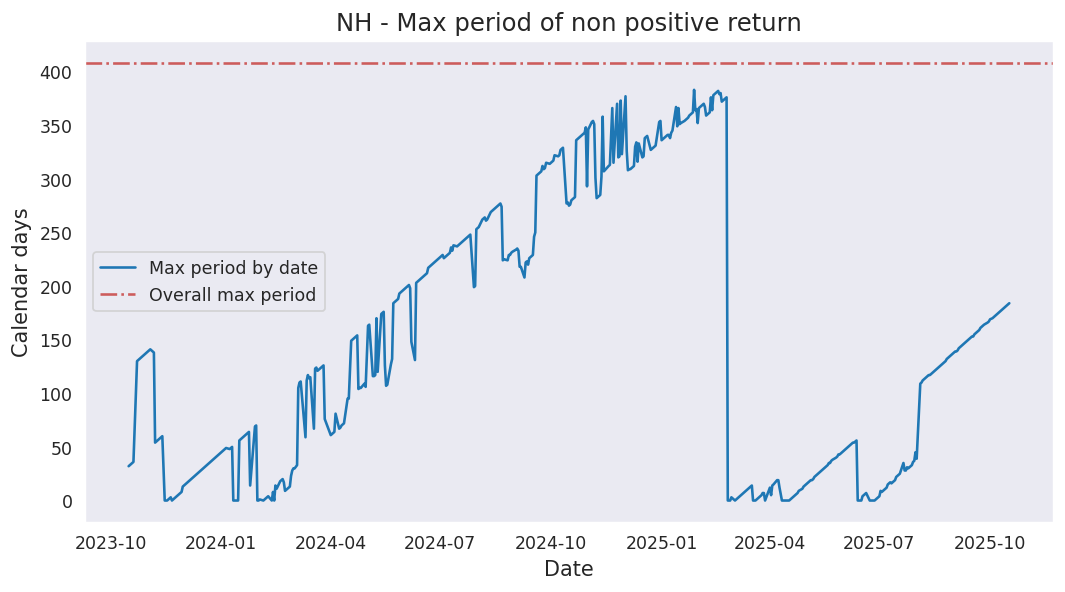 NH - Max period of non positive return
Calendar days
400
350
300
250
200
150
100
50
0
Max period by date
Overall max period
2023-10 2024-01 2024-04 2024-07 2024-10 2025-01 2025-04 2025-07 2025-10
Date